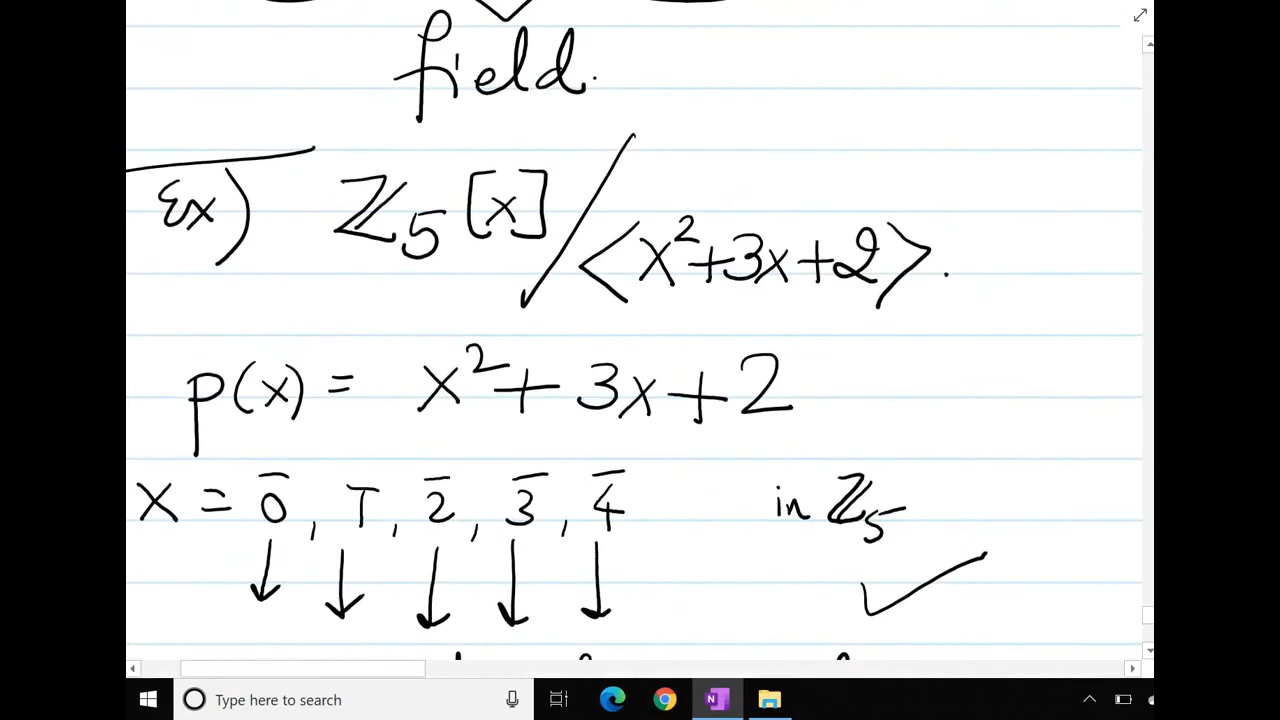 field.
Ex) ℤ₅[x] / <x²+3x+2>.
p(x) = x²+3x+2
x = 0̄, 1̄, 2̄, 3̄, 4̄ in ℤ₅
Type here to search